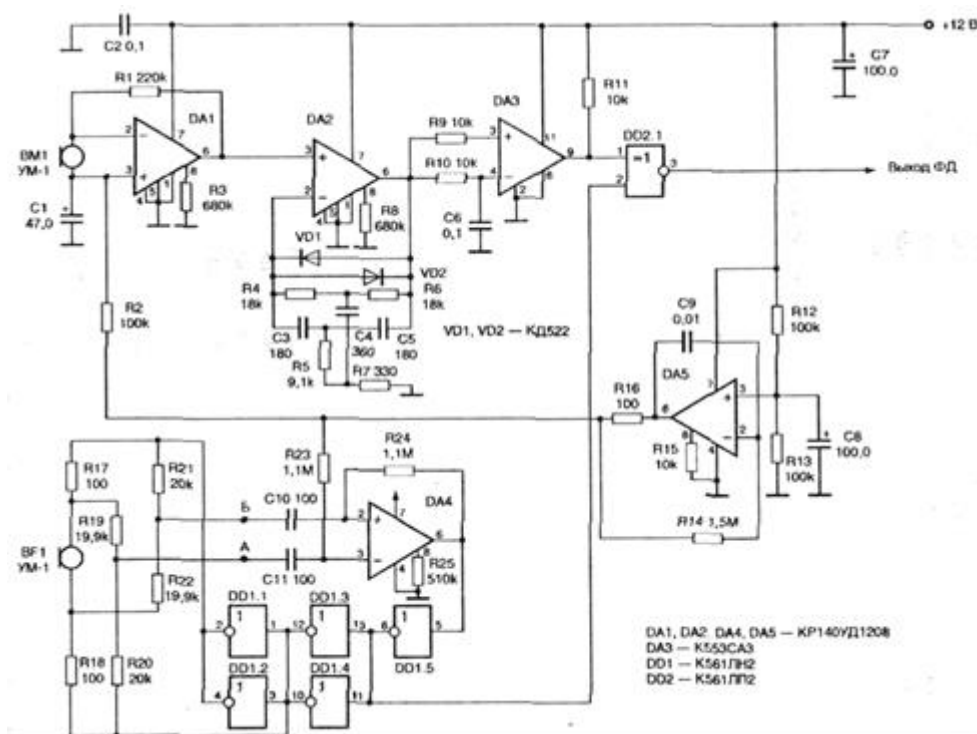 +12 В
C2 0,1
C7
100,0
R1 220k
DA1
DA2
DA3
R11
10k
DD2.1
=1
Выход ФД
BM1
УМ-1
C1
47,0
R3
680k
R8
680k
R9 10k
R10 10k
C6
0,1
VD1
VD2
R4
18k
R6
18k
C3
180
C4
360
C5
180
R5
9,1k
R7 330
VD1, VD2 — КД522
R2
100k
C9
0,01
R12
100k
DA5
R16
100
R15
10k
R13
100k
C8
100,0
R14 1,5M
R17
100
R21
20k
R23
1,1M
R24
1,1M
R19
19,9k
Б
C10 100
DA4
А
C11 100
R25
510k
BF1
УМ-1
R22
19,9k
DD1.1
DD1.3
R18
100
R20
20k
DD1.2
DD1.4
DD1.5
DA1, DA2, DA4, DA5 — КР140УД1208
DA3 — К553СА3
DD1 — К561ЛН2
DD2 — К561ЛП2